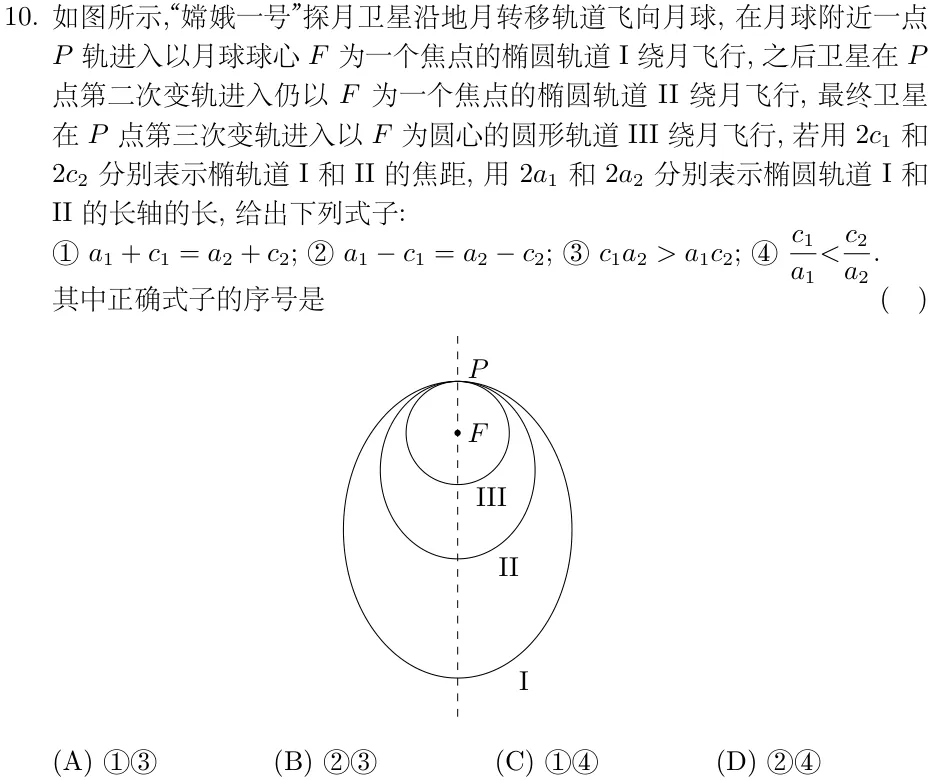 10. 如图所示,“嫦娥一号”探月卫星沿地月转移轨道飞向月球, 在月球附近一点
P 轨进入以月球球心 F 为一个焦点的椭圆轨道 I 绕月飞行, 之后卫星在 P
点第二次变轨进入仍以 F 为一个焦点的椭圆轨道 II 绕月飞行, 最终卫星
在 P 点第三次变轨进入以 F 为圆心的圆形轨道 III 绕月飞行, 若用 2c₁ 和
2c₂ 分别表示椭轨道 I 和 II 的焦距, 用 2a₁ 和 2a₂ 分别表示椭圆轨道 I 和
II 的长轴的长, 给出下列式子:
① a₁ + c₁ = a₂ + c₂; ② a₁ − c₁ = a₂ − c₂; ③ c₁a₂ > a₁c₂; ④ c₁/a₁ < c₂/a₂.
其中正确式子的序号是 ( )
P
F
III
II
I
(A) ①③ (B) ②③ (C) ①④ (D) ②④